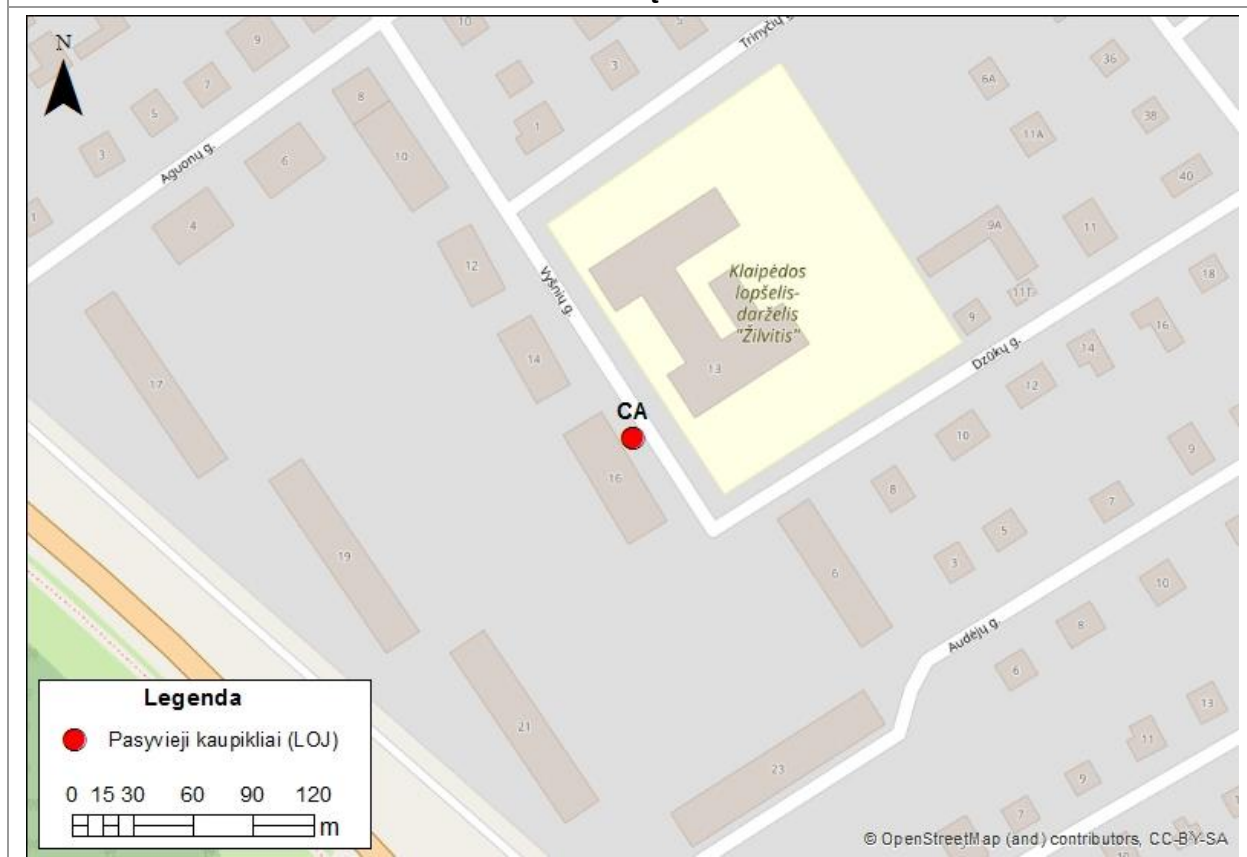 N
10
5
Trinyčių g.
9
3
6A
36
7
8
5
1
11A
38
3
10
6
Aguonų g.
40
1
4
9A
11
12
Klaipėdos
lopšelis-
darželis
"Žilvitis"
18
Vyšnių g.
11T
9
16
Dzūkų g.
14
14
13
12
17
CA
10
9
16
8
7
5
19
6
3
10
8
Audėjų g.
6
Legenda
13
Pasyvieji kaupikliai (LOJ)
21
11
23
9
0 15 30 60 90 120
m
7
© OpenStreetMap (and) contributors, CC-BY-SA
10